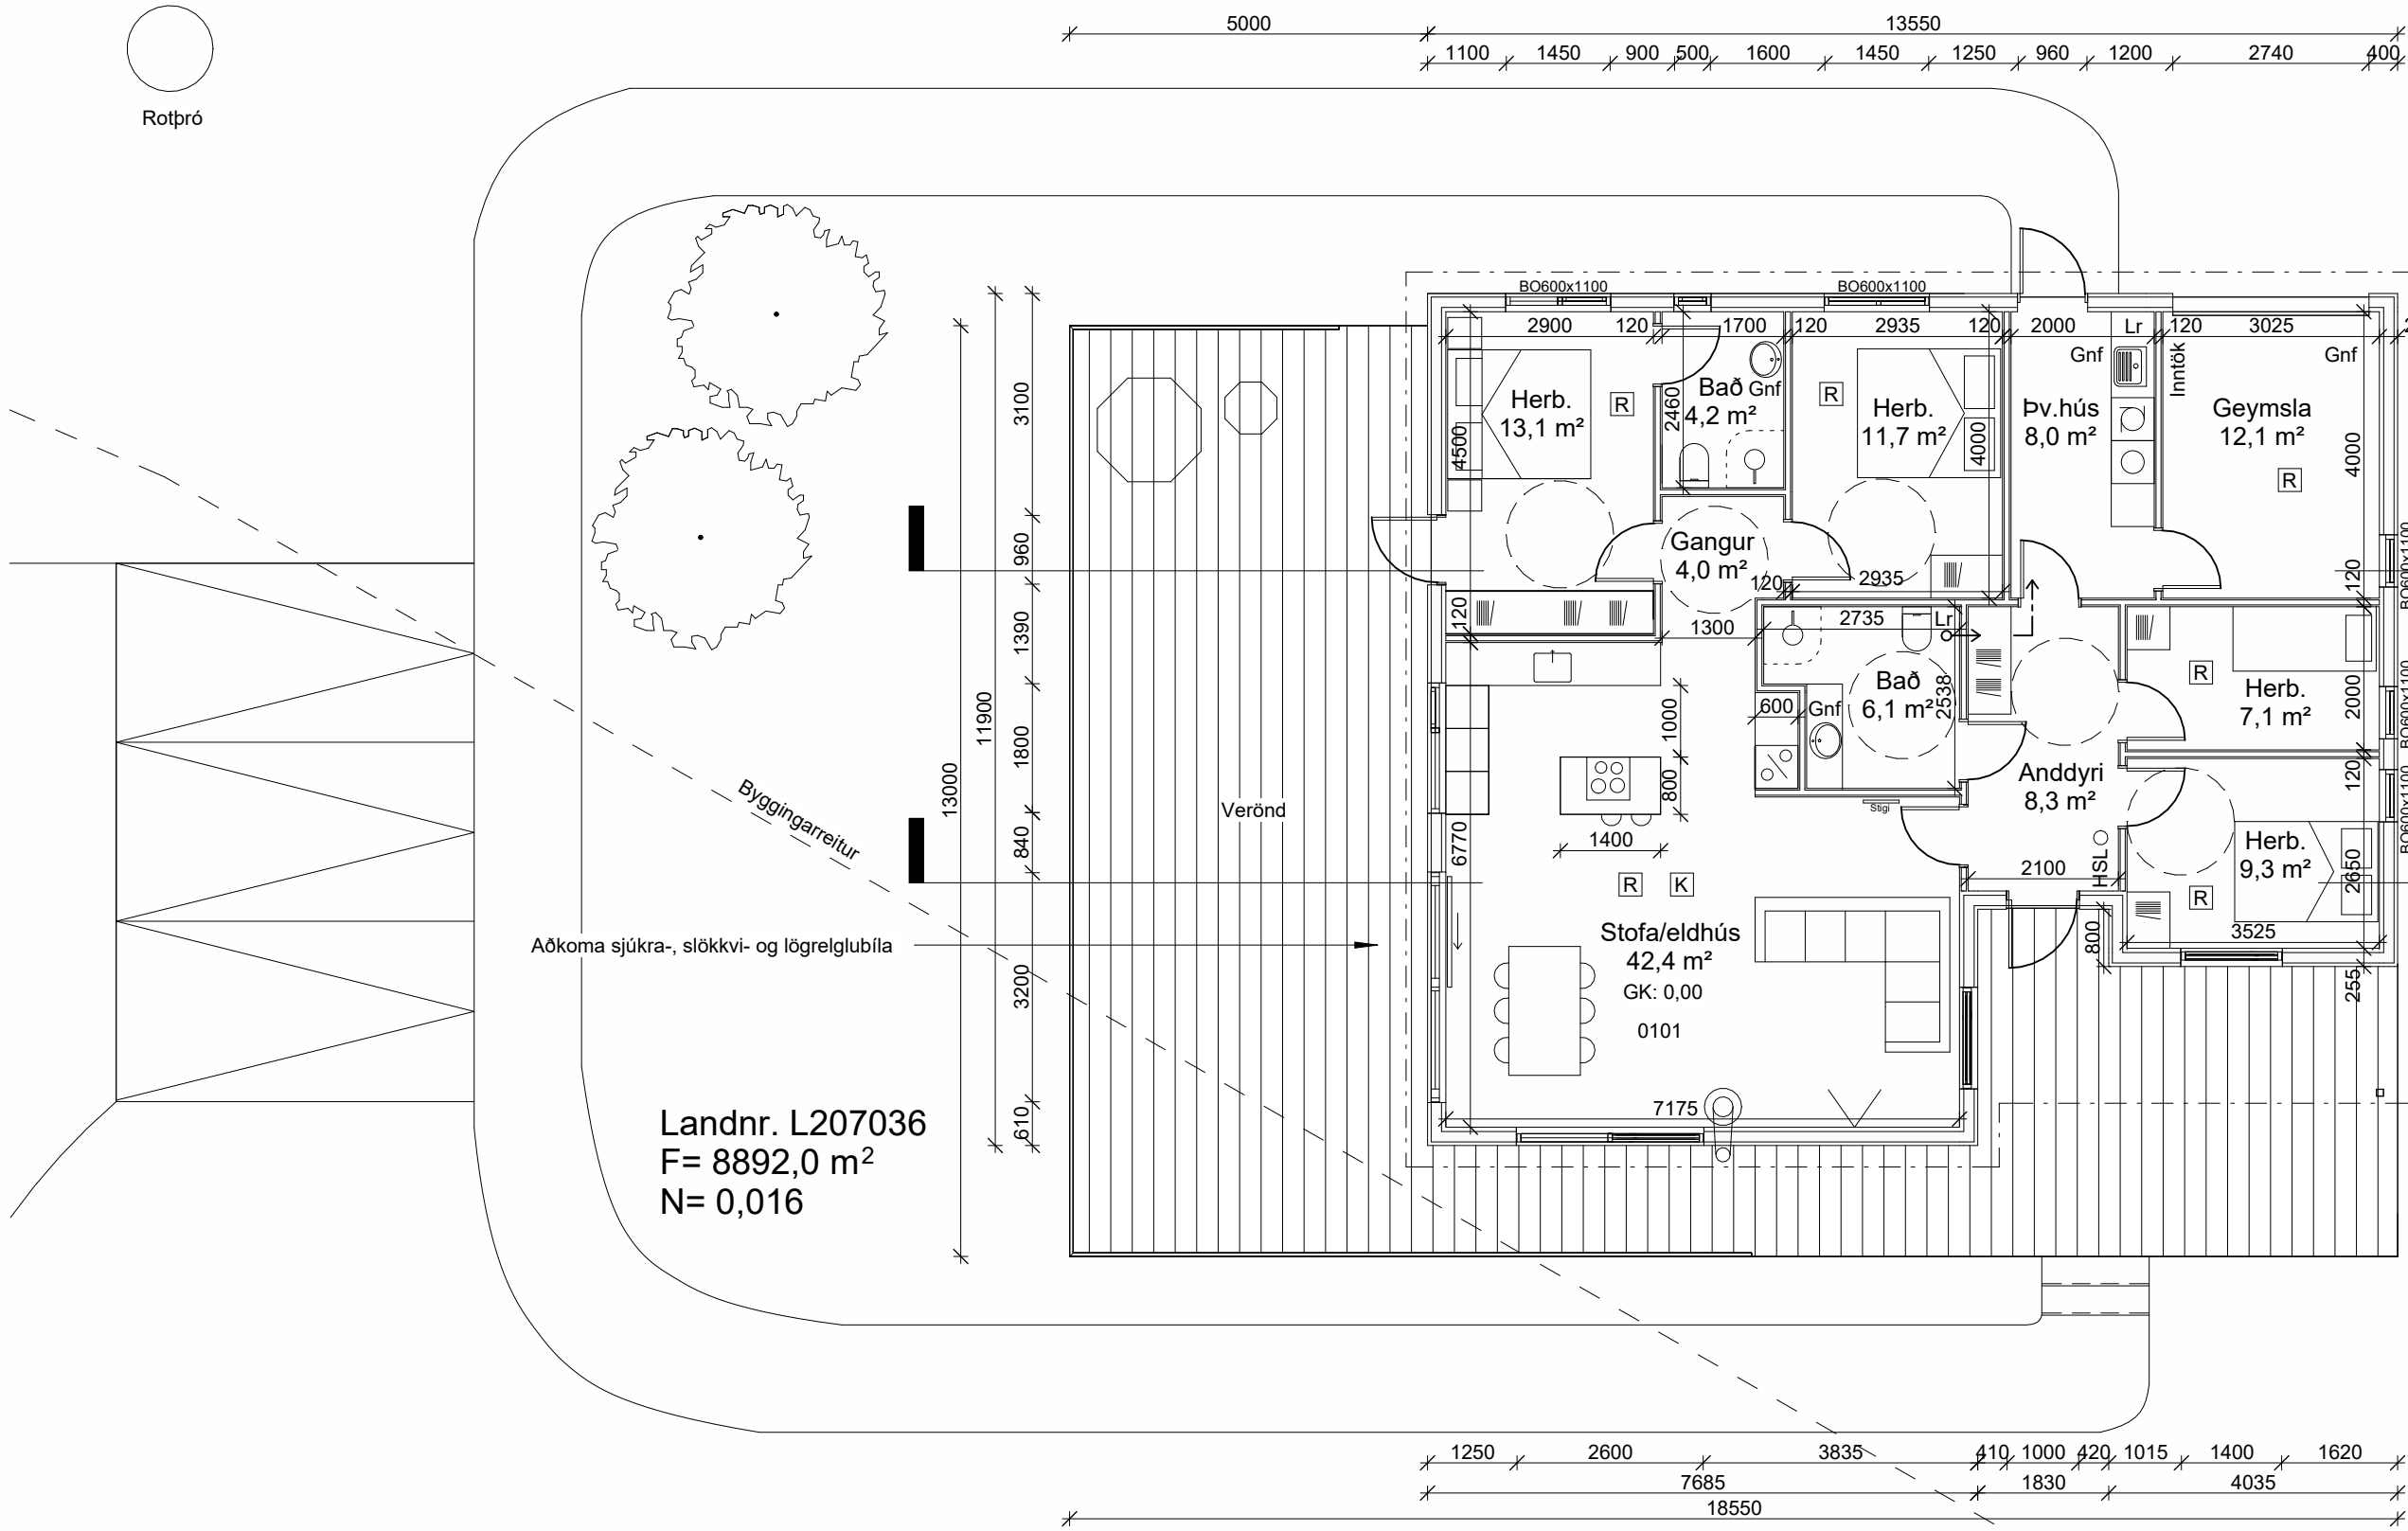 5000
13550
1100
1450
900
500
1600
1450
1250
960
1200
2740
400
Rotþró
BO600x1100
BO600x1100
2900
120
1700
120
2935
120
2000
Lr
120
3025
Gnf
Inntök
Gnf
3100
4500
Herb.
13,1 m²
R
2460
Bað
Gnf
4,2 m²
R
Herb.
11,7 m²
4000
Þv.hús
8,0 m²
Geymsla
12,1 m²
4000
R
960
Gangur
4,0 m²
120
2935
120
BO600x1100
1390
120
1300
2735
Lr
11900
13000
1800
1000
600
Gnf
Bað
6,1 m²
2538
R
Herb.
7,1 m²
2000
BO600x1100
Byggingarreitur
Verönd
840
6770
800
1400
Stigi
Anddyri
8,3 m²
120
BO600x1100
Herb.
9,3 m²
2650
HSL
2100
R
K
R
3525
800
255
Aðkoma sjúkra-, slökkvi- og lögrelglubíla
3200
Stofa/eldhús
42,4 m²
GK: 0,00
0101
610
7175
Landnr. L207036
F= 8892,0 m²
N= 0,016
1250
2600
3835
410
1000
420
1015
1400
1620
7685
1830
4035
18550